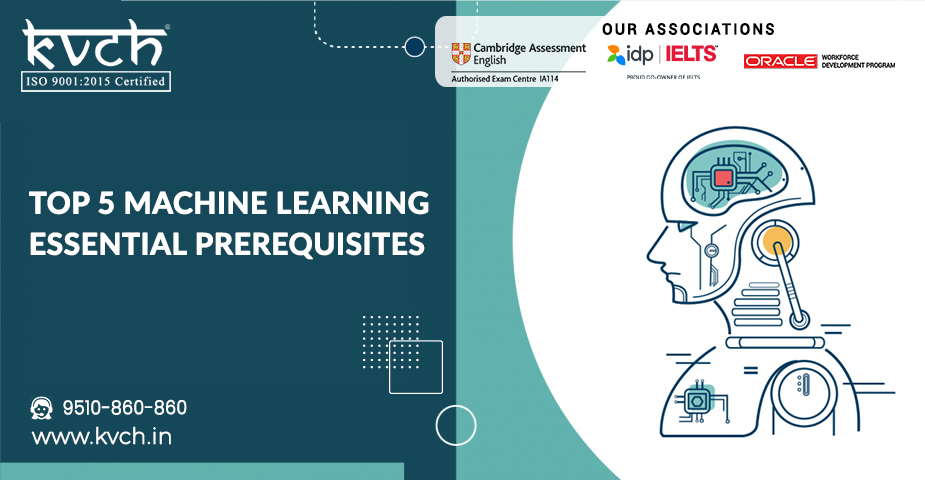 kvch®
ISO 9001:2015 Certified
OUR ASSOCIATIONS
Cambridge Assessment
English
Authorised Exam Centre IA114
idp IELTS™
PROUD CO-OWNER OF IELTS
ORACLE WORKFORCE
DEVELOPMENT PROGRAM
TOP 5 MACHINE LEARNING
ESSENTIAL PREREQUISITES
9510-860-860
www.kvch.in